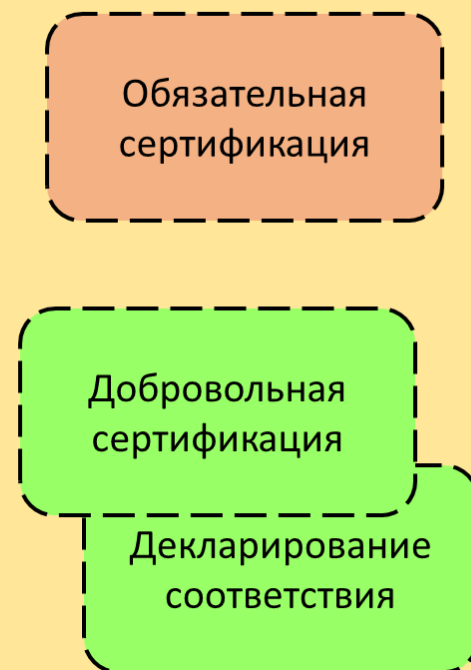 Обязательная
сертификация
Добровольная
сертификация
Декларирование
соответствия